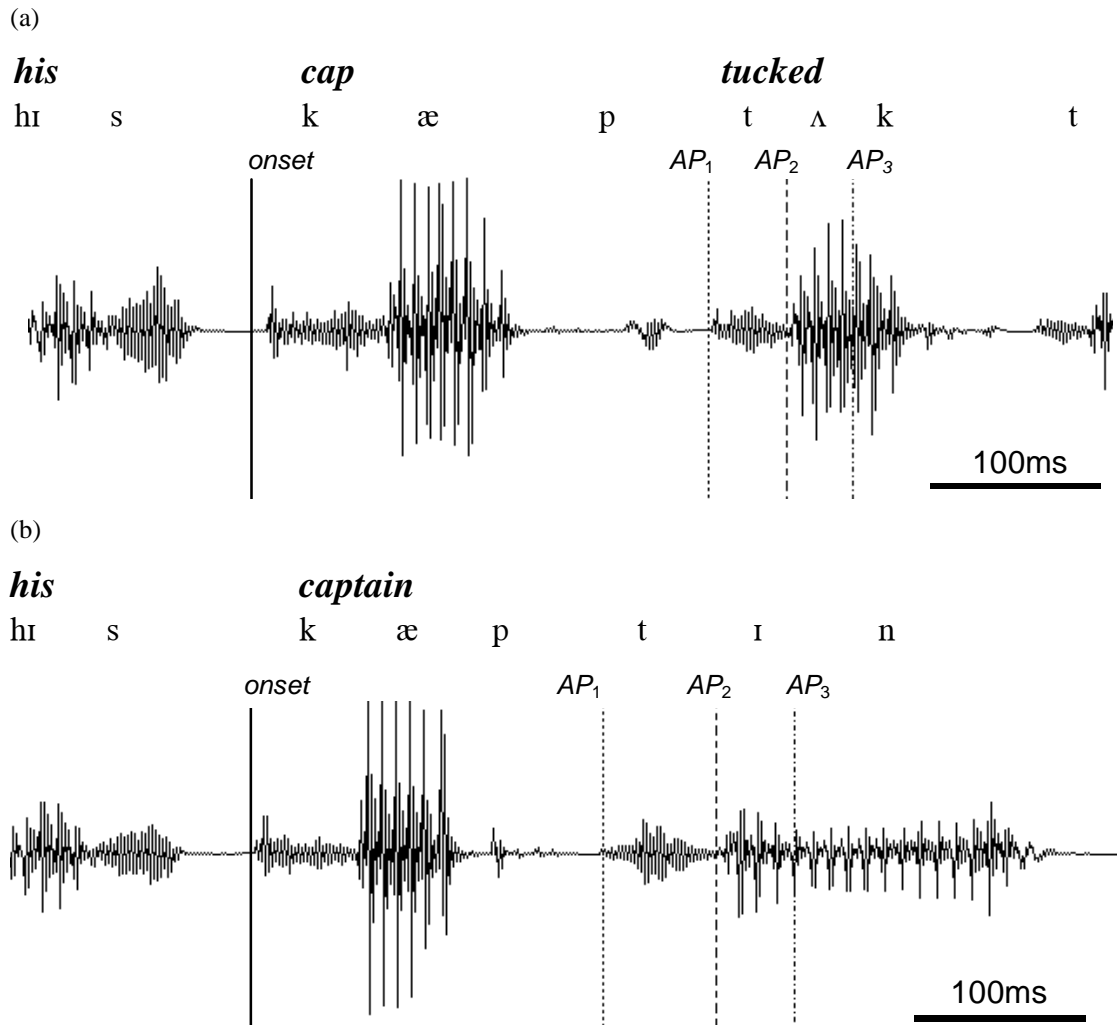 (a)
his cap tucked
hɪ s k æ p t ʌ k t
onset AP₁ AP₂ AP₃
100ms
(b)
his captain
hɪ s k æ p t ɪ n
onset AP₁ AP₂ AP₃
100ms